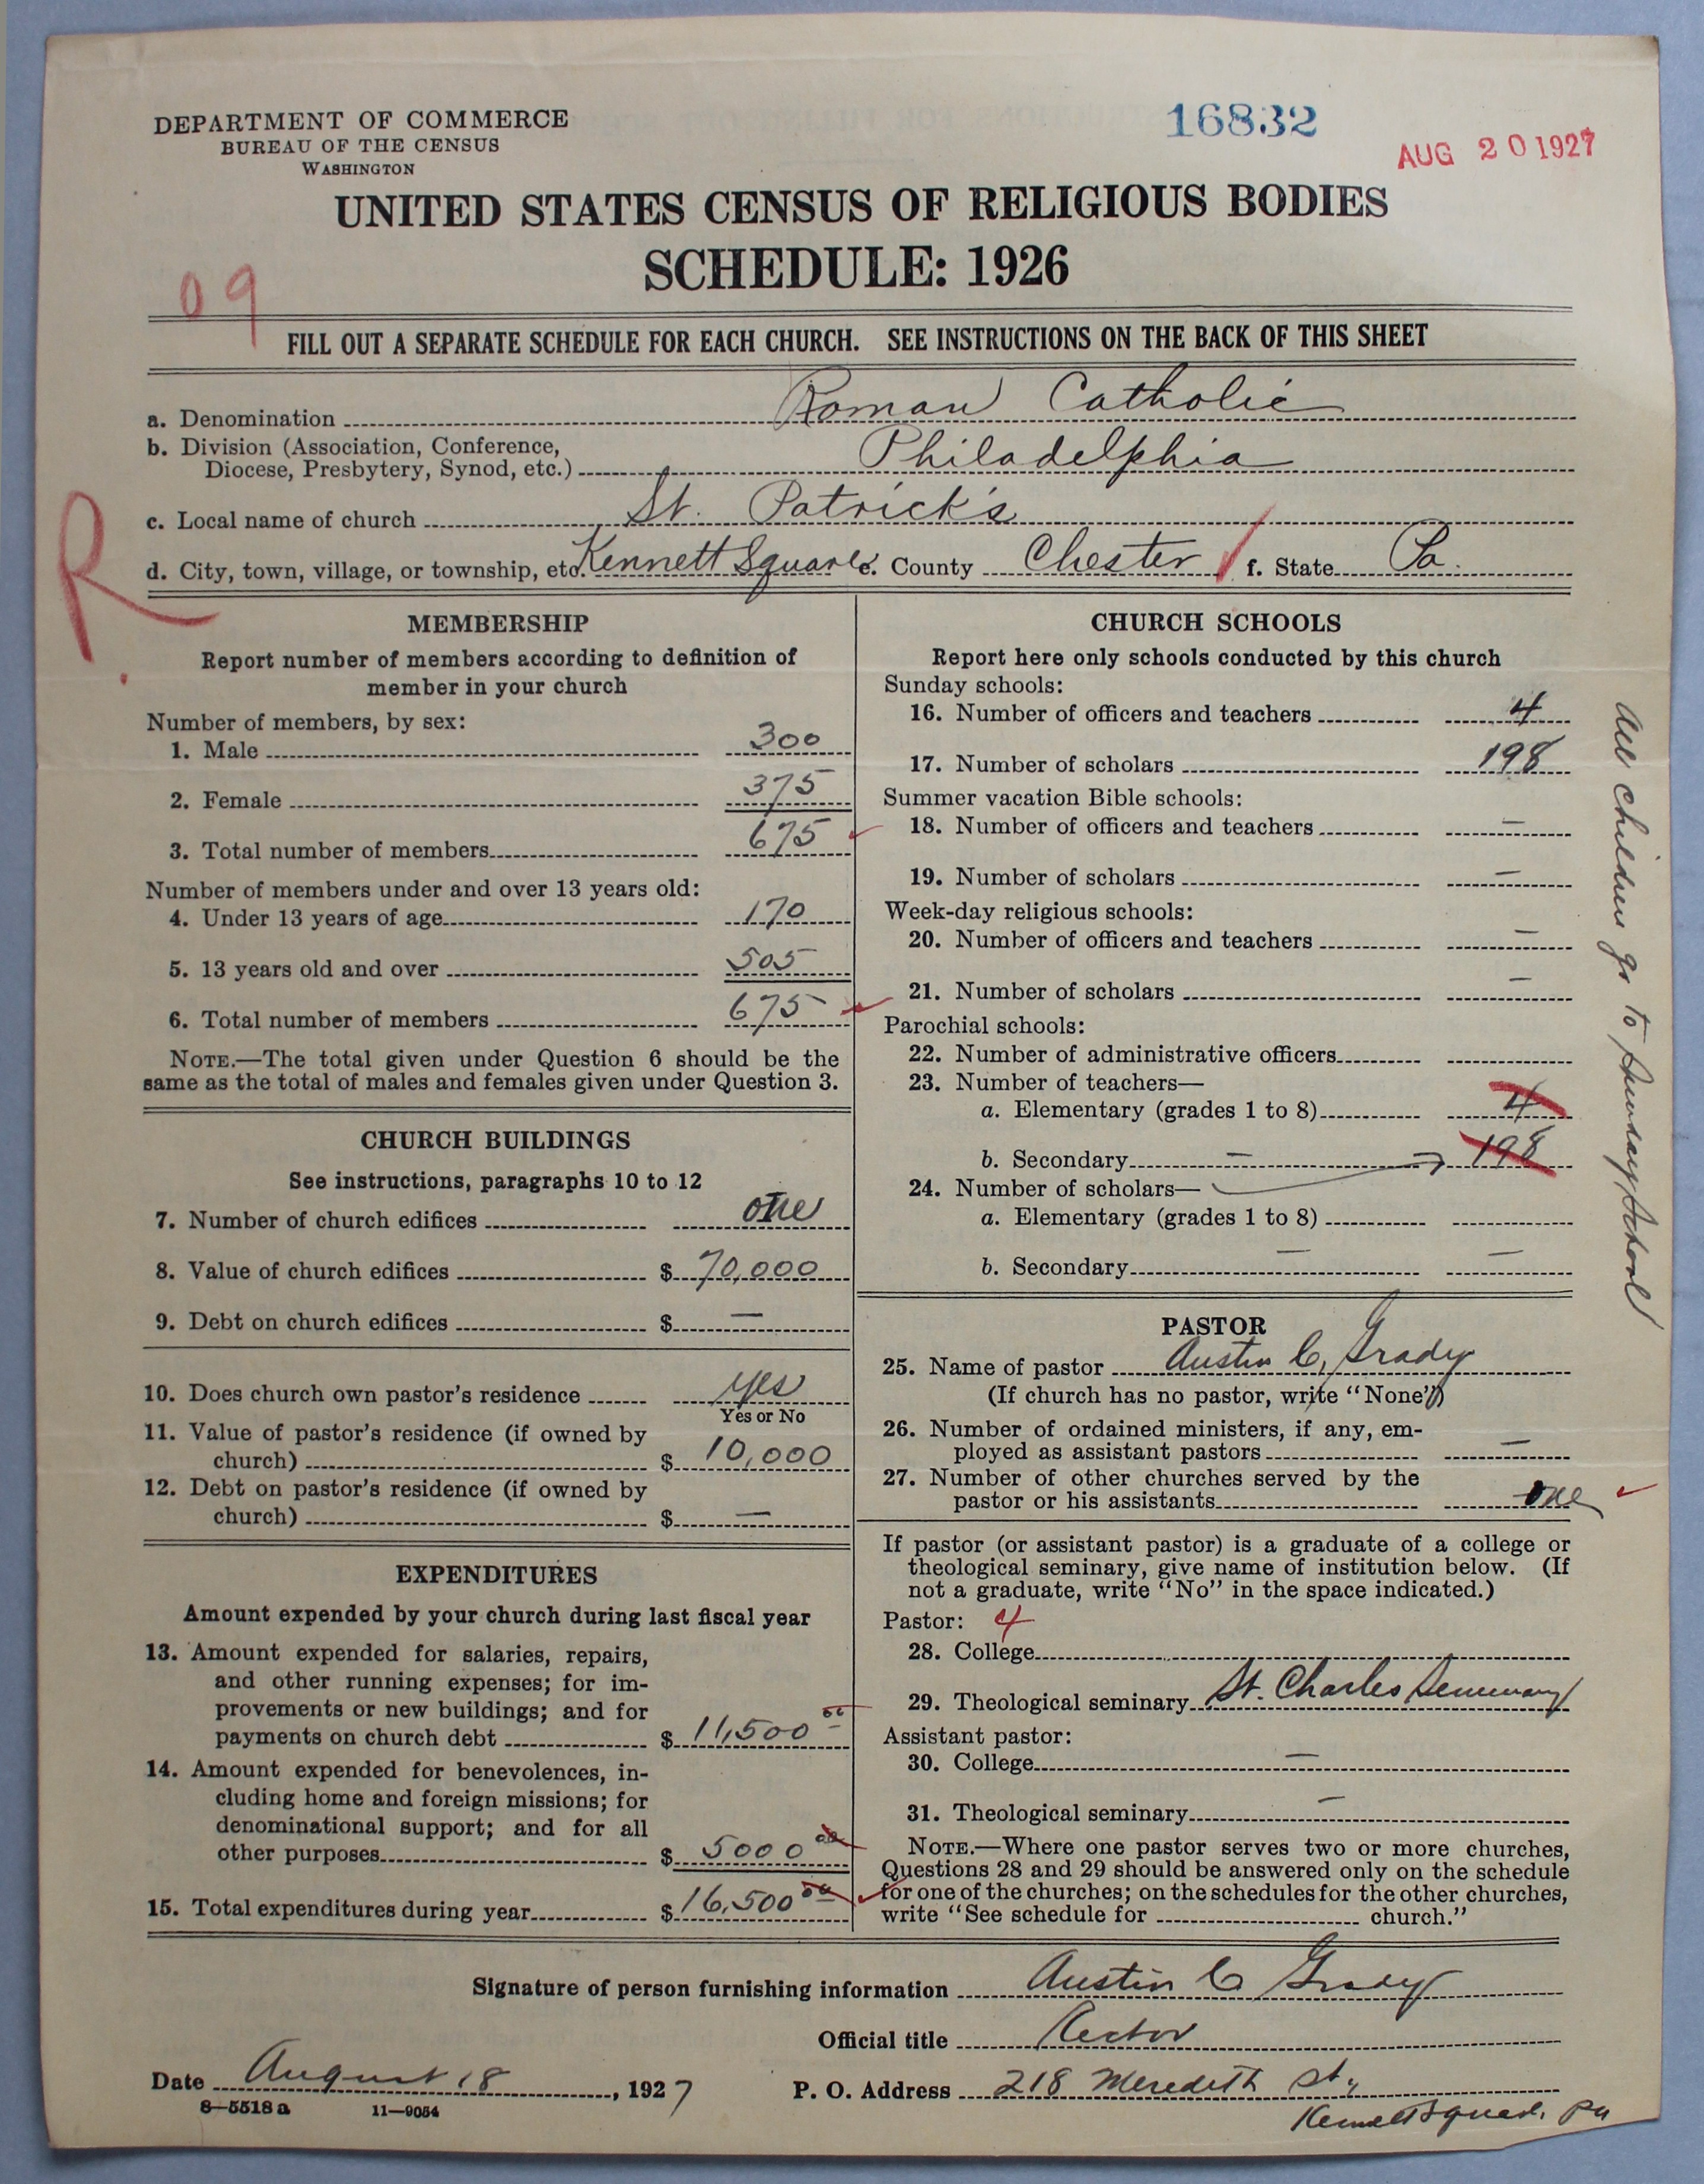 DEPARTMENT OF COMMERCE
BUREAU OF THE CENSUS
WASHINGTON
16832
AUG 20 1927
UNITED STATES CENSUS OF RELIGIOUS BODIES
SCHEDULE: 1926
09
FILL OUT A SEPARATE SCHEDULE FOR EACH CHURCH. SEE INSTRUCTIONS ON THE BACK OF THIS SHEET
a. Denomination Roman Catholic
b. Division (Association, Conference,
Diocese, Presbytery, Synod, etc.) Philadelphia
c. Local name of church St. Patrick's
d. City, town, village, or township, etc. Kennett Square e. County Chester f. State Pa.
R
MEMBERSHIP
Report number of members according to definition of
member in your church
Number of members, by sex:
1. Male 300
2. Female 375
3. Total number of members 675
Number of members under and over 13 years old:
4. Under 13 years of age 170
5. 13 years old and over 505
6. Total number of members 675
NOTE.—The total given under Question 6 should be the
same as the total of males and females given under Question 3.
CHURCH BUILDINGS
See instructions, paragraphs 10 to 12
7. Number of church edifices one
8. Value of church edifices $ 70,000
9. Debt on church edifices $ —
10. Does church own pastor's residence yes
Yes or No
11. Value of pastor's residence (if owned by
church) $ 10,000
12. Debt on pastor's residence (if owned by
church) $ —
EXPENDITURES
Amount expended by your church during last fiscal year
13. Amount expended for salaries, repairs,
and other running expenses; for im-
provements or new buildings; and for
payments on church debt $ 11,500 00
14. Amount expended for benevolences, in-
cluding home and foreign missions; for
denominational support; and for all
other purposes $ 5000 00
15. Total expenditures during year $ 16,500 00
CHURCH SCHOOLS
Report here only schools conducted by this church
Sunday schools:
16. Number of officers and teachers 4
17. Number of scholars 198
Summer vacation Bible schools:
18. Number of officers and teachers —
19. Number of scholars —
Week-day religious schools:
20. Number of officers and teachers —
21. Number of scholars —
Parochial schools:
22. Number of administrative officers
23. Number of teachers—
a. Elementary (grades 1 to 8) 4
b. Secondary — 198
24. Number of scholars—
a. Elementary (grades 1 to 8)
b. Secondary — —
All children go to Sunday School
PASTOR
25. Name of pastor Austin C. Grady
(If church has no pastor, write "None")
26. Number of ordained ministers, if any, em-
ployed as assistant pastors —
27. Number of other churches served by the
pastor or his assistants one
If pastor (or assistant pastor) is a graduate of a college or
theological seminary, give name of institution below. (If
not a graduate, write "No" in the space indicated.)
Pastor: 4
28. College
29. Theological seminary St. Charles Seminary
Assistant pastor:
30. College —
31. Theological seminary —
NOTE.—Where one pastor serves two or more churches,
Questions 28 and 29 should be answered only on the schedule
for one of the churches; on the schedules for the other churches,
write "See schedule for church."
Signature of person furnishing information Austin C Grady
Official title Rector
Date August 18, 1927 P. O. Address 218 Meredith St.,
Kennett Square, Pa
8-5518a 11-9054